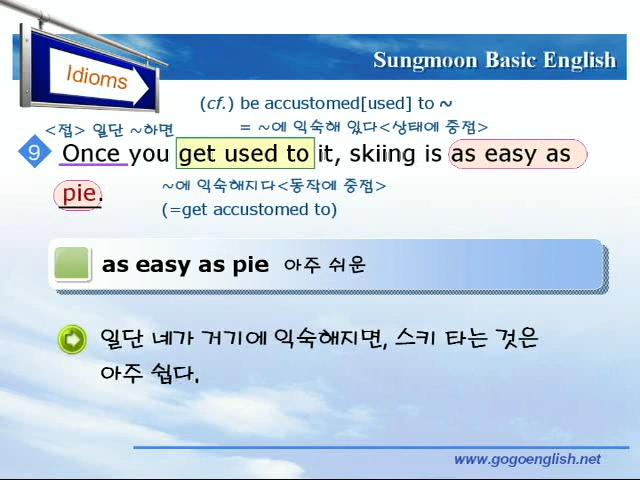 Idioms
Sungmoon Basic English
(cf.) be accustomed[used] to ~
<접> 일단 ~하면
= ~에 익숙해 있다<상태에 중점>
9 Once you get used to it, skiing is as easy as
pie.
~에 익숙해지다<동작에 중점>
(=get accustomed to)
as easy as pie 아주 쉬운
일단 네가 거기에 익숙해지면, 스키 타는 것은
아주 쉽다.
www.gogoenglish.net